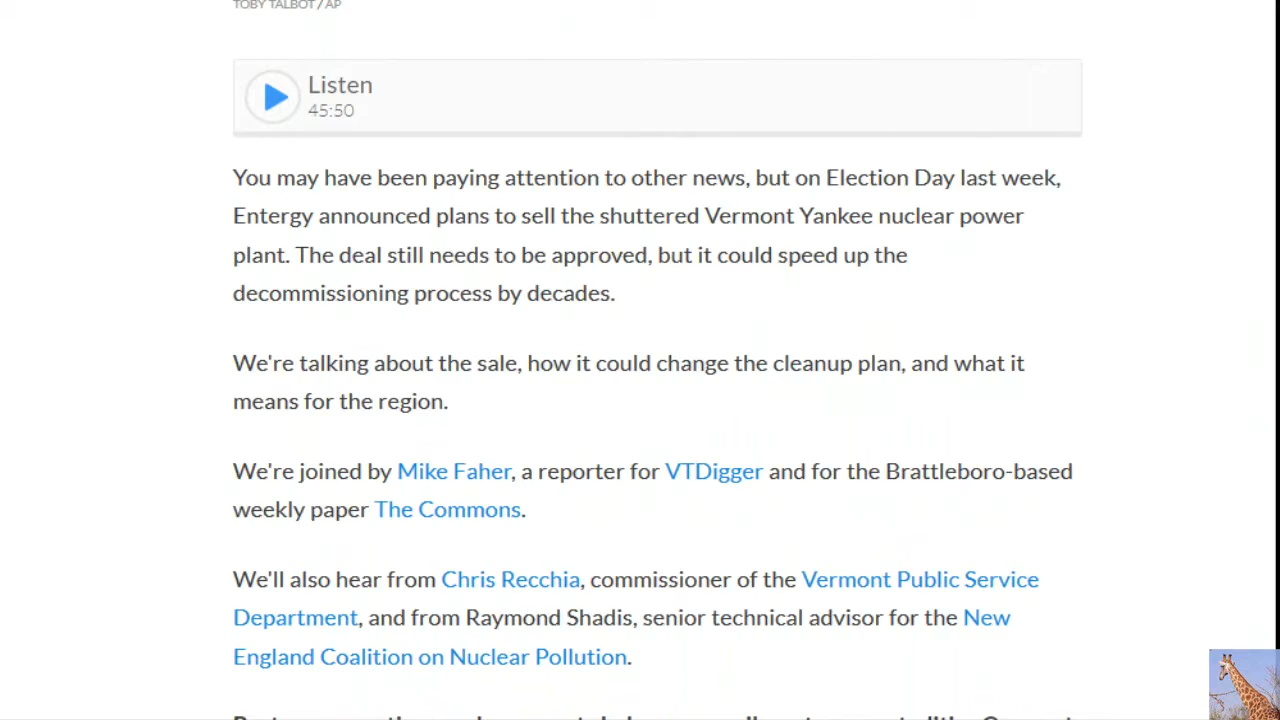 TOBY TALBOT / AP
Listen
45:50
You may have been paying attention to other news, but on Election Day last week,
Entergy announced plans to sell the shuttered Vermont Yankee nuclear power
plant. The deal still needs to be approved, but it could speed up the
decommissioning process by decades.
We're talking about the sale, how it could change the cleanup plan, and what it
means for the region.
We're joined by Mike Faher, a reporter for VTDigger and for the Brattleboro-based
weekly paper The Commons.
We'll also hear from Chris Recchia, commissioner of the Vermont Public Service
Department, and from Raymond Shadis, senior technical advisor for the New
England Coalition on Nuclear Pollution.